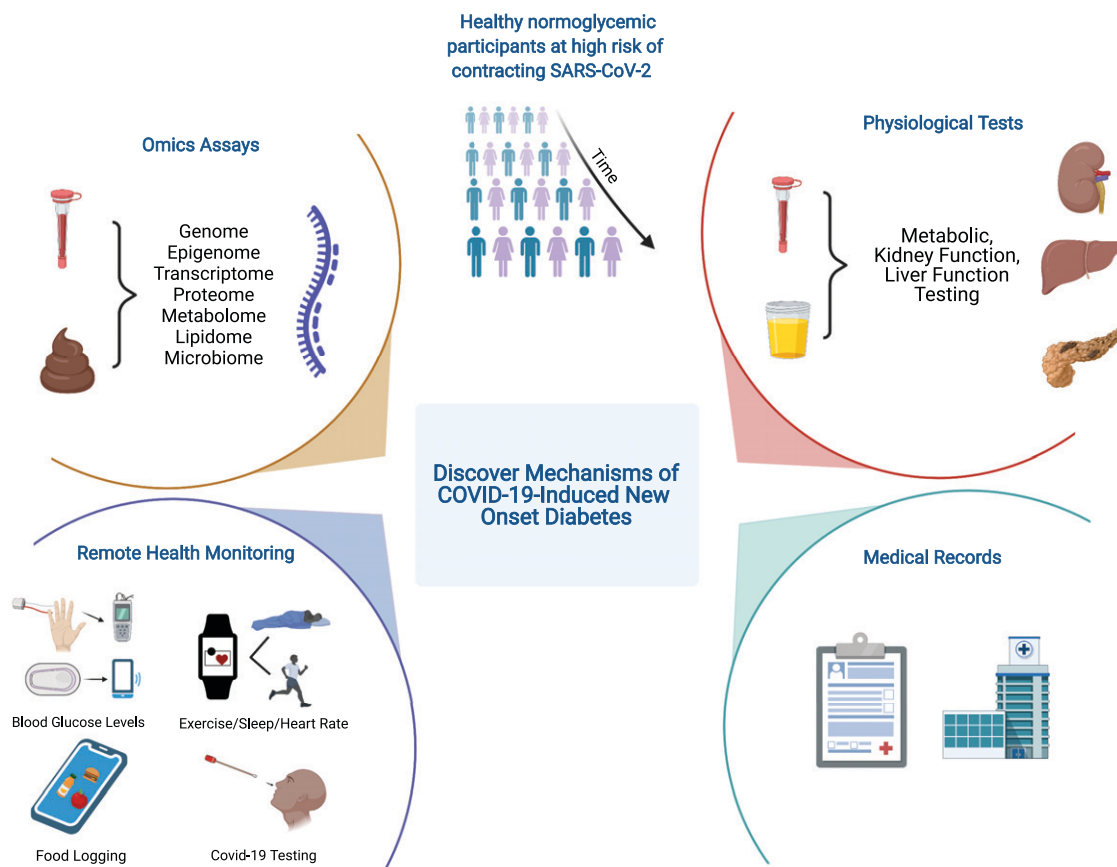 Healthy normoglycemic
participants at high risk of
contracting SARS-CoV-2
Time
Omics Assays
Genome
Epigenome
Transcriptome
Proteome
Metabolome
Lipidome
Microbiome
Physiological Tests
Metabolic,
Kidney Function,
Liver Function
Testing
Discover Mechanisms of
COVID-19-Induced New
Onset Diabetes
Remote Health Monitoring
Blood Glucose Levels
Exercise/Sleep/Heart Rate
Food Logging
Covid-19 Testing
Medical Records